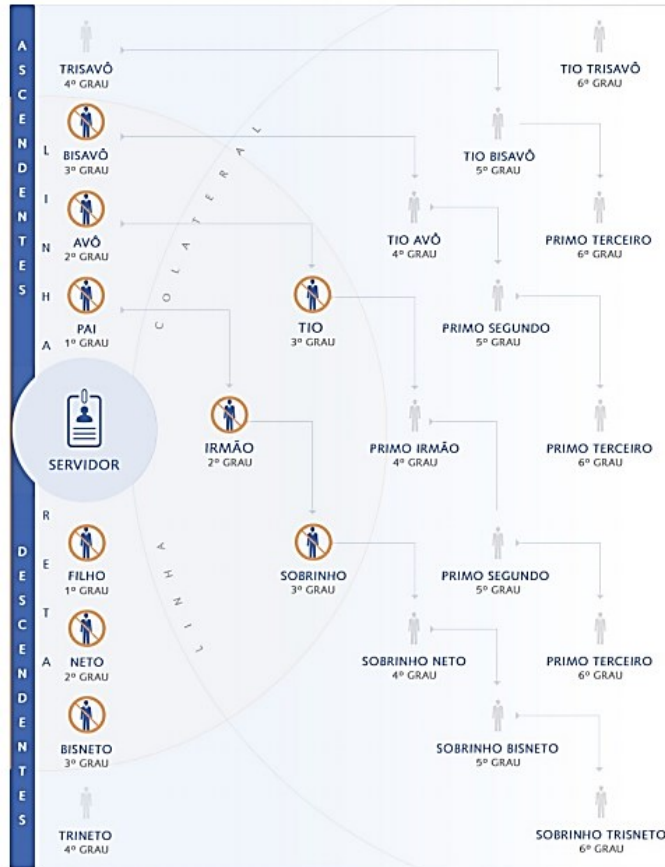 ASCENDENTES
DESCENDENTES
LINHA RETA
LINHA COLATERAL
TRISAVÔ
4º GRAU
TIO TRISAVÔ
6º GRAU
BISAVÔ
3º GRAU
TIO BISAVÔ
5º GRAU
AVÔ
2º GRAU
TIO AVÔ
4º GRAU
PRIMO TERCEIRO
6º GRAU
PAI
1º GRAU
TIO
3º GRAU
PRIMO SEGUNDO
5º GRAU
SERVIDOR
IRMÃO
2º GRAU
PRIMO IRMÃO
4º GRAU
PRIMO TERCEIRO
6º GRAU
FILHO
1º GRAU
SOBRINHO
3º GRAU
PRIMO SEGUNDO
5º GRAU
NETO
2º GRAU
SOBRINHO NETO
4º GRAU
PRIMO TERCEIRO
6º GRAU
BISNETO
3º GRAU
SOBRINHO BISNETO
5º GRAU
TRINETO
4º GRAU
SOBRINHO TRISNETO
6º GRAU